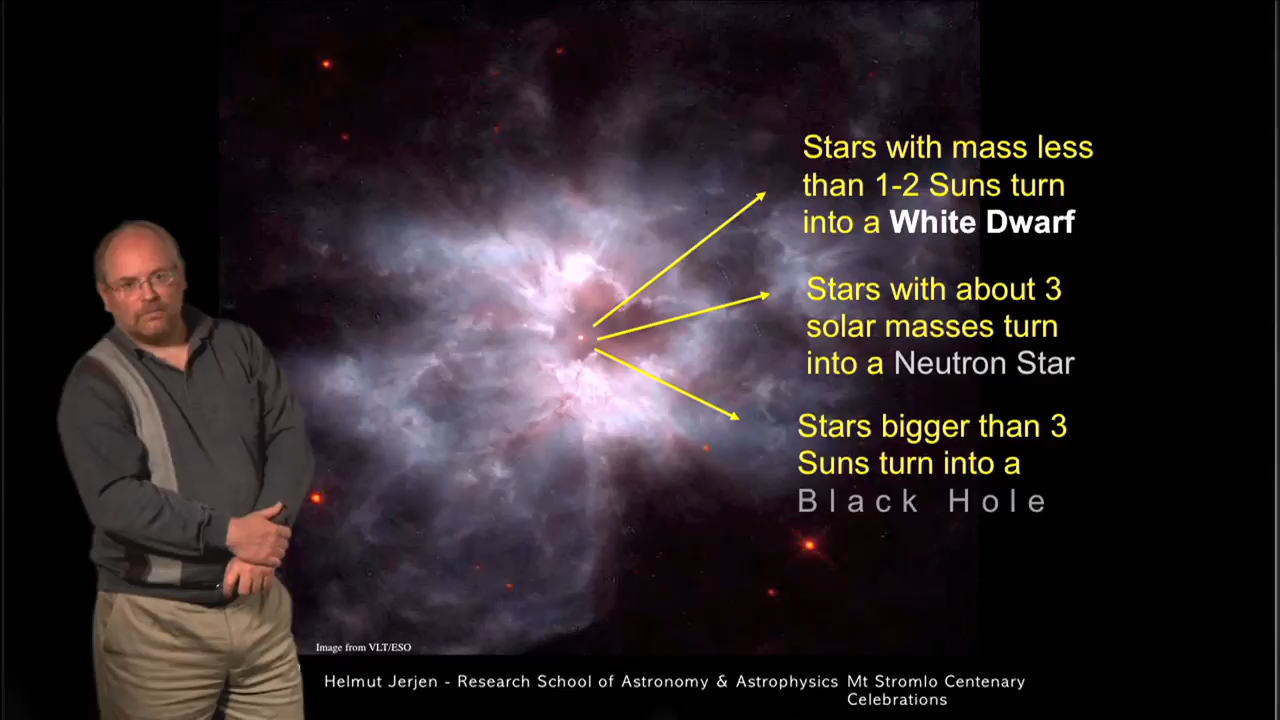 Stars with mass less
than 1-2 Suns turn
into a White Dwarf
Stars with about 3
solar masses turn
into a Neutron Star
Stars bigger than 3
Suns turn into a
Black Hole
Image from VLT/ESO
Helmut Jerjen - Research School of Astronomy & Astrophysics
Mt Stromlo Centenary
Celebrations